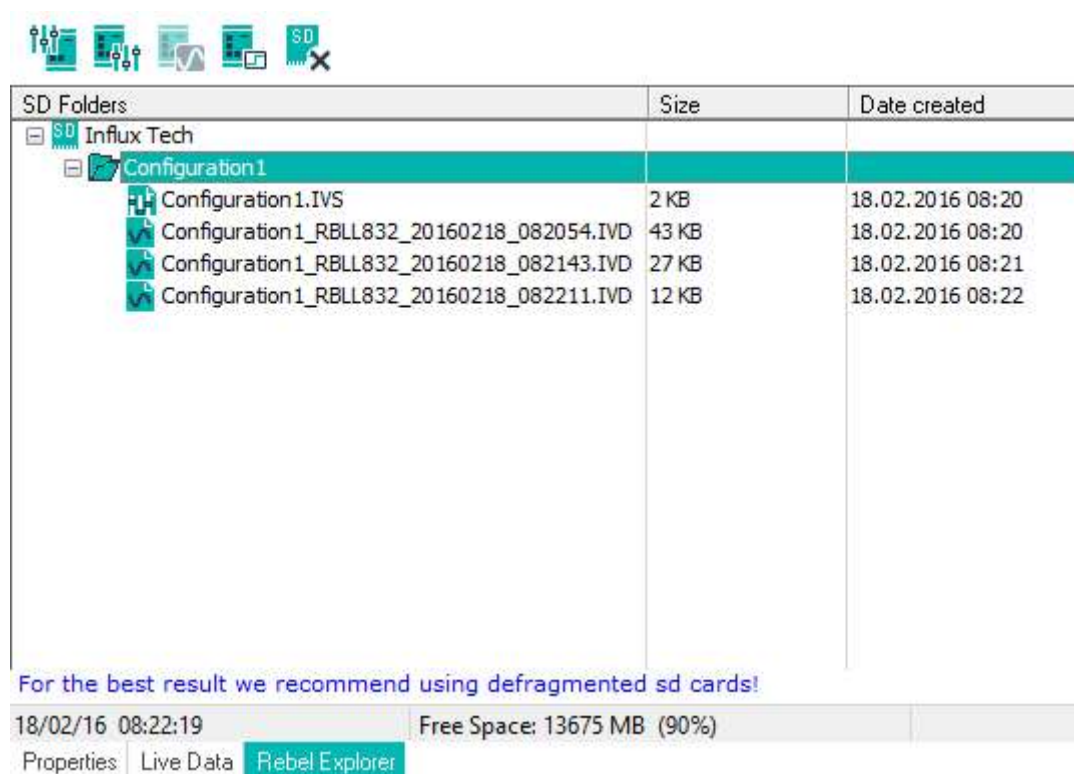 SD
SD Folders Size Date created
SD Influx Tech
Configuration1
Configuration1.IVS 2 KB 18.02.2016 08:20
Configuration1_RBLL832_20160218_082054.IVD 43 KB 18.02.2016 08:20
Configuration1_RBLL832_20160218_082143.IVD 27 KB 18.02.2016 08:21
Configuration1_RBLL832_20160218_082211.IVD 12 KB 18.02.2016 08:22
For the best result we recommend using defragmented sd cards!
18/02/16 08:22:19 Free Space: 13675 MB (90%)
Properties Live Data Rebel Explorer